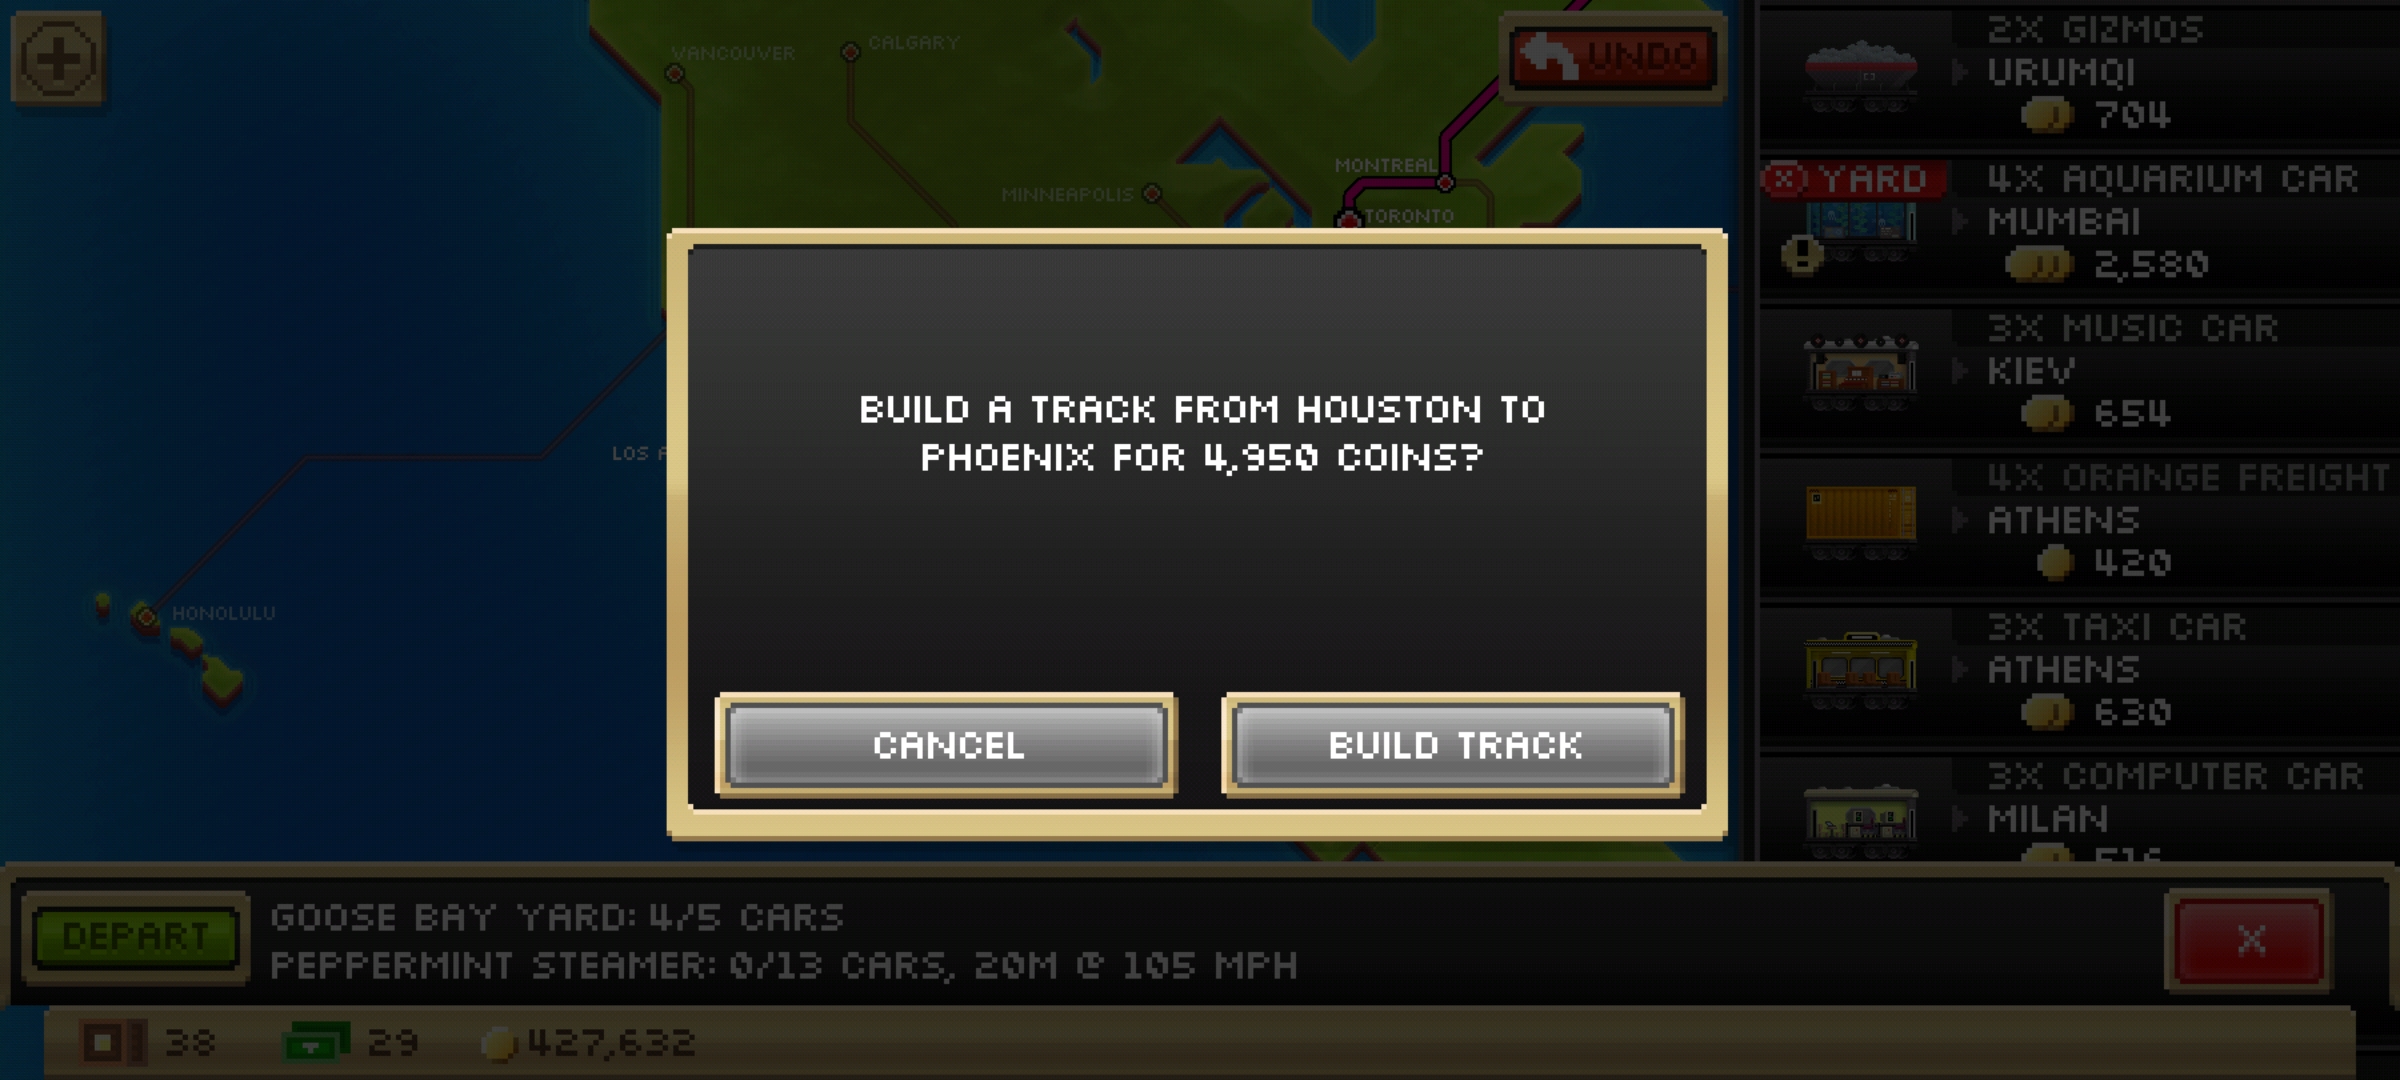 VANCOUVER
CALGARY
MINNEAPOLIS
MONTREAL
TORONTO
LOS
HONOLULU
UNDO
2X GIZMOS
URUMQI
704
YARD
4X AQUARIUM CAR
MUMBAI
2,580
3X MUSIC CAR
KIEV
654
4X ORANGE FREIGHT
ATHENS
420
3X TAXI CAR
ATHENS
630
3X COMPUTER CAR
MILAN
516
BUILD A TRACK FROM HOUSTON TO
PHOENIX FOR 4,950 COINS?
CANCEL
BUILD TRACK
DEPART
GOOSE BAY YARD: 4/5 CARS
PEPPERMINT STEAMER: 0/13 CARS, 20M @ 105 MPH
X
38
29
427,632